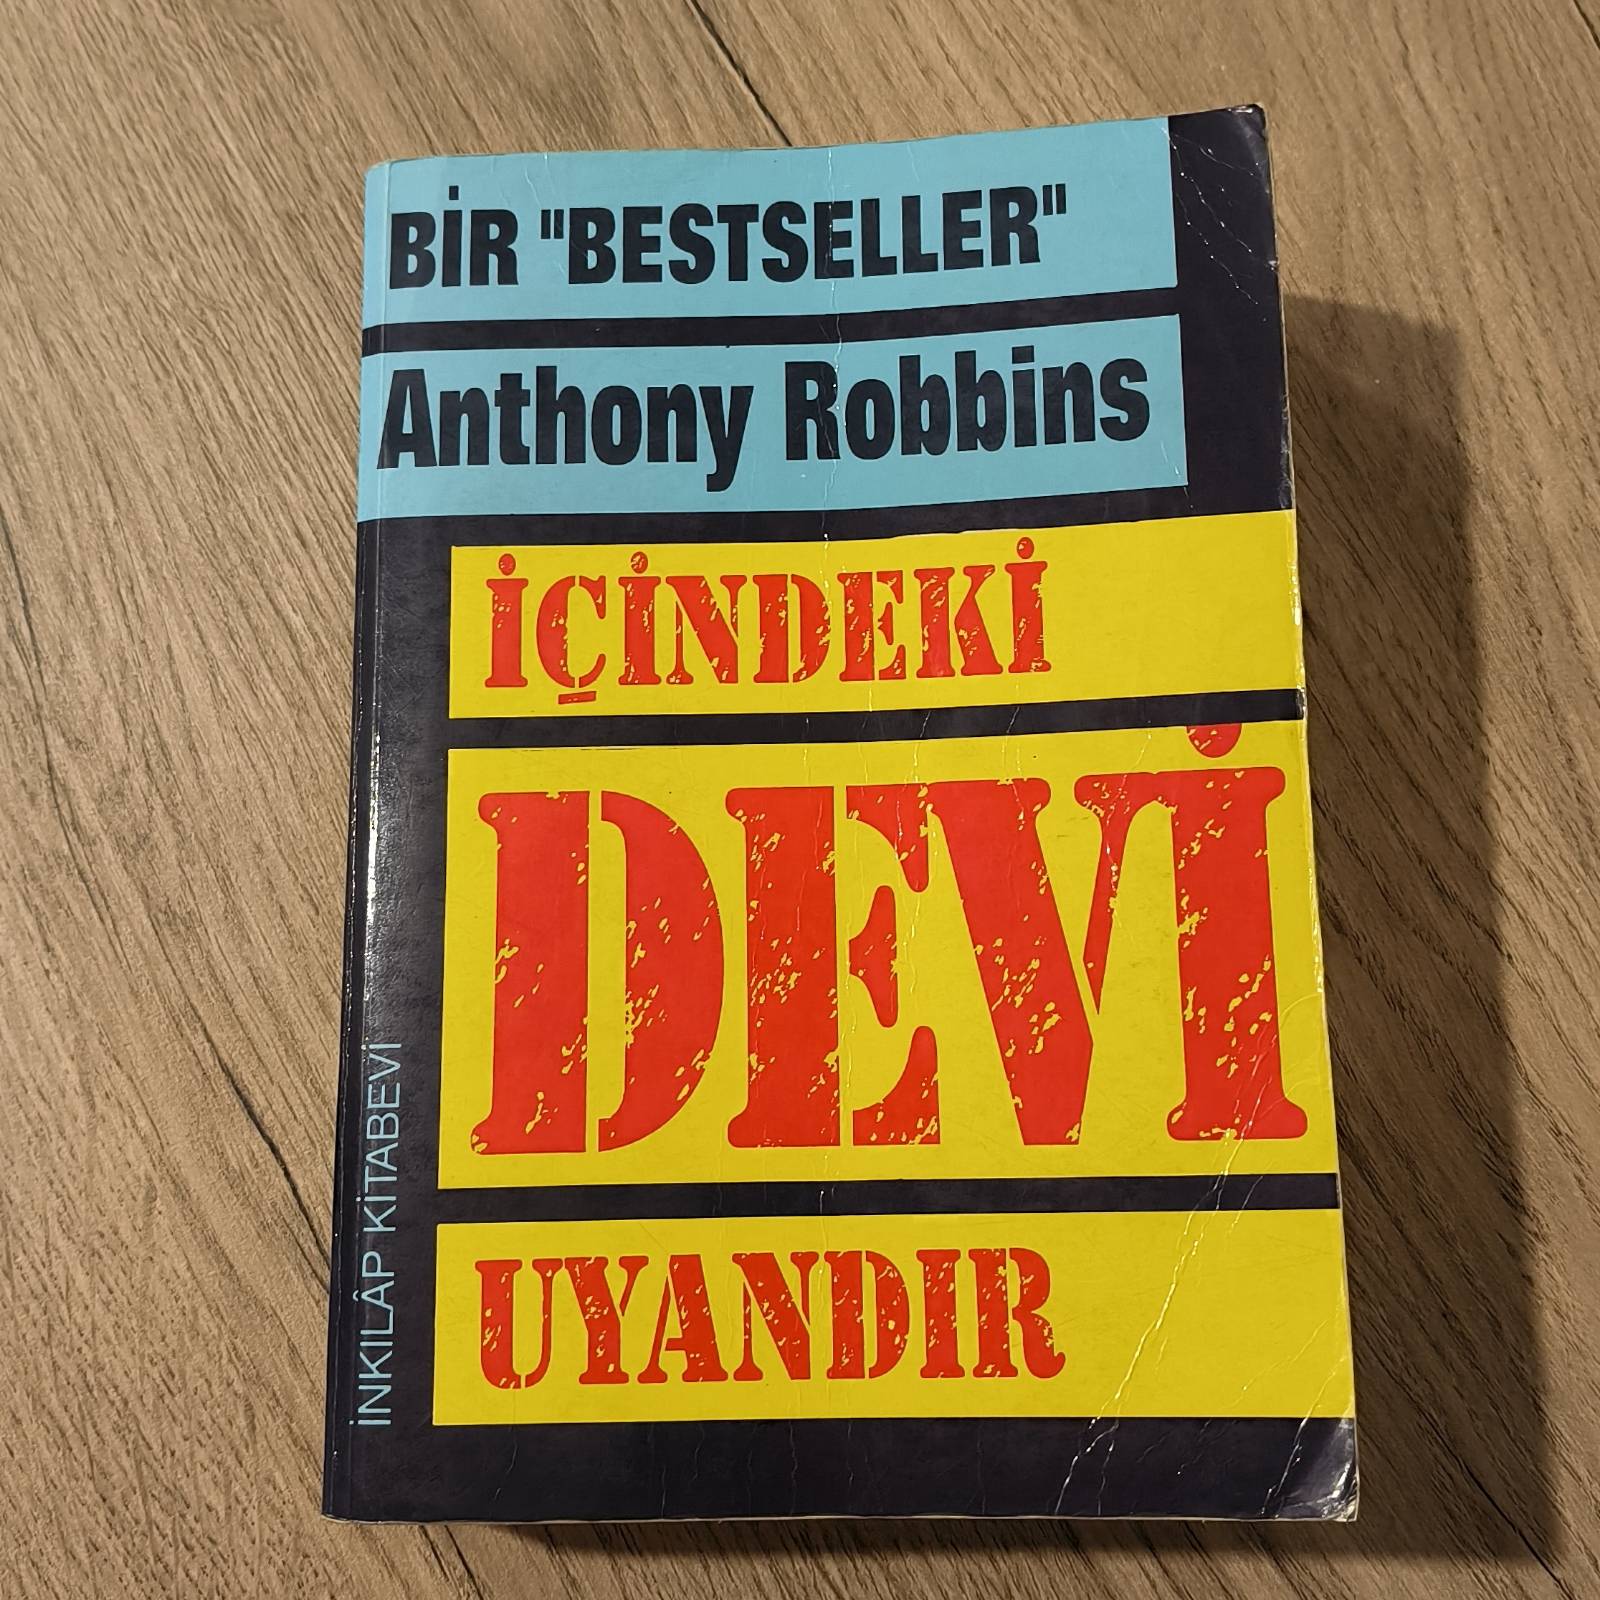 BİR "BESTSELLER"
Anthony Robbins
İÇİNDEKİ
DEVİ
UYANDIR
İNKILÂP KİTABEVİ